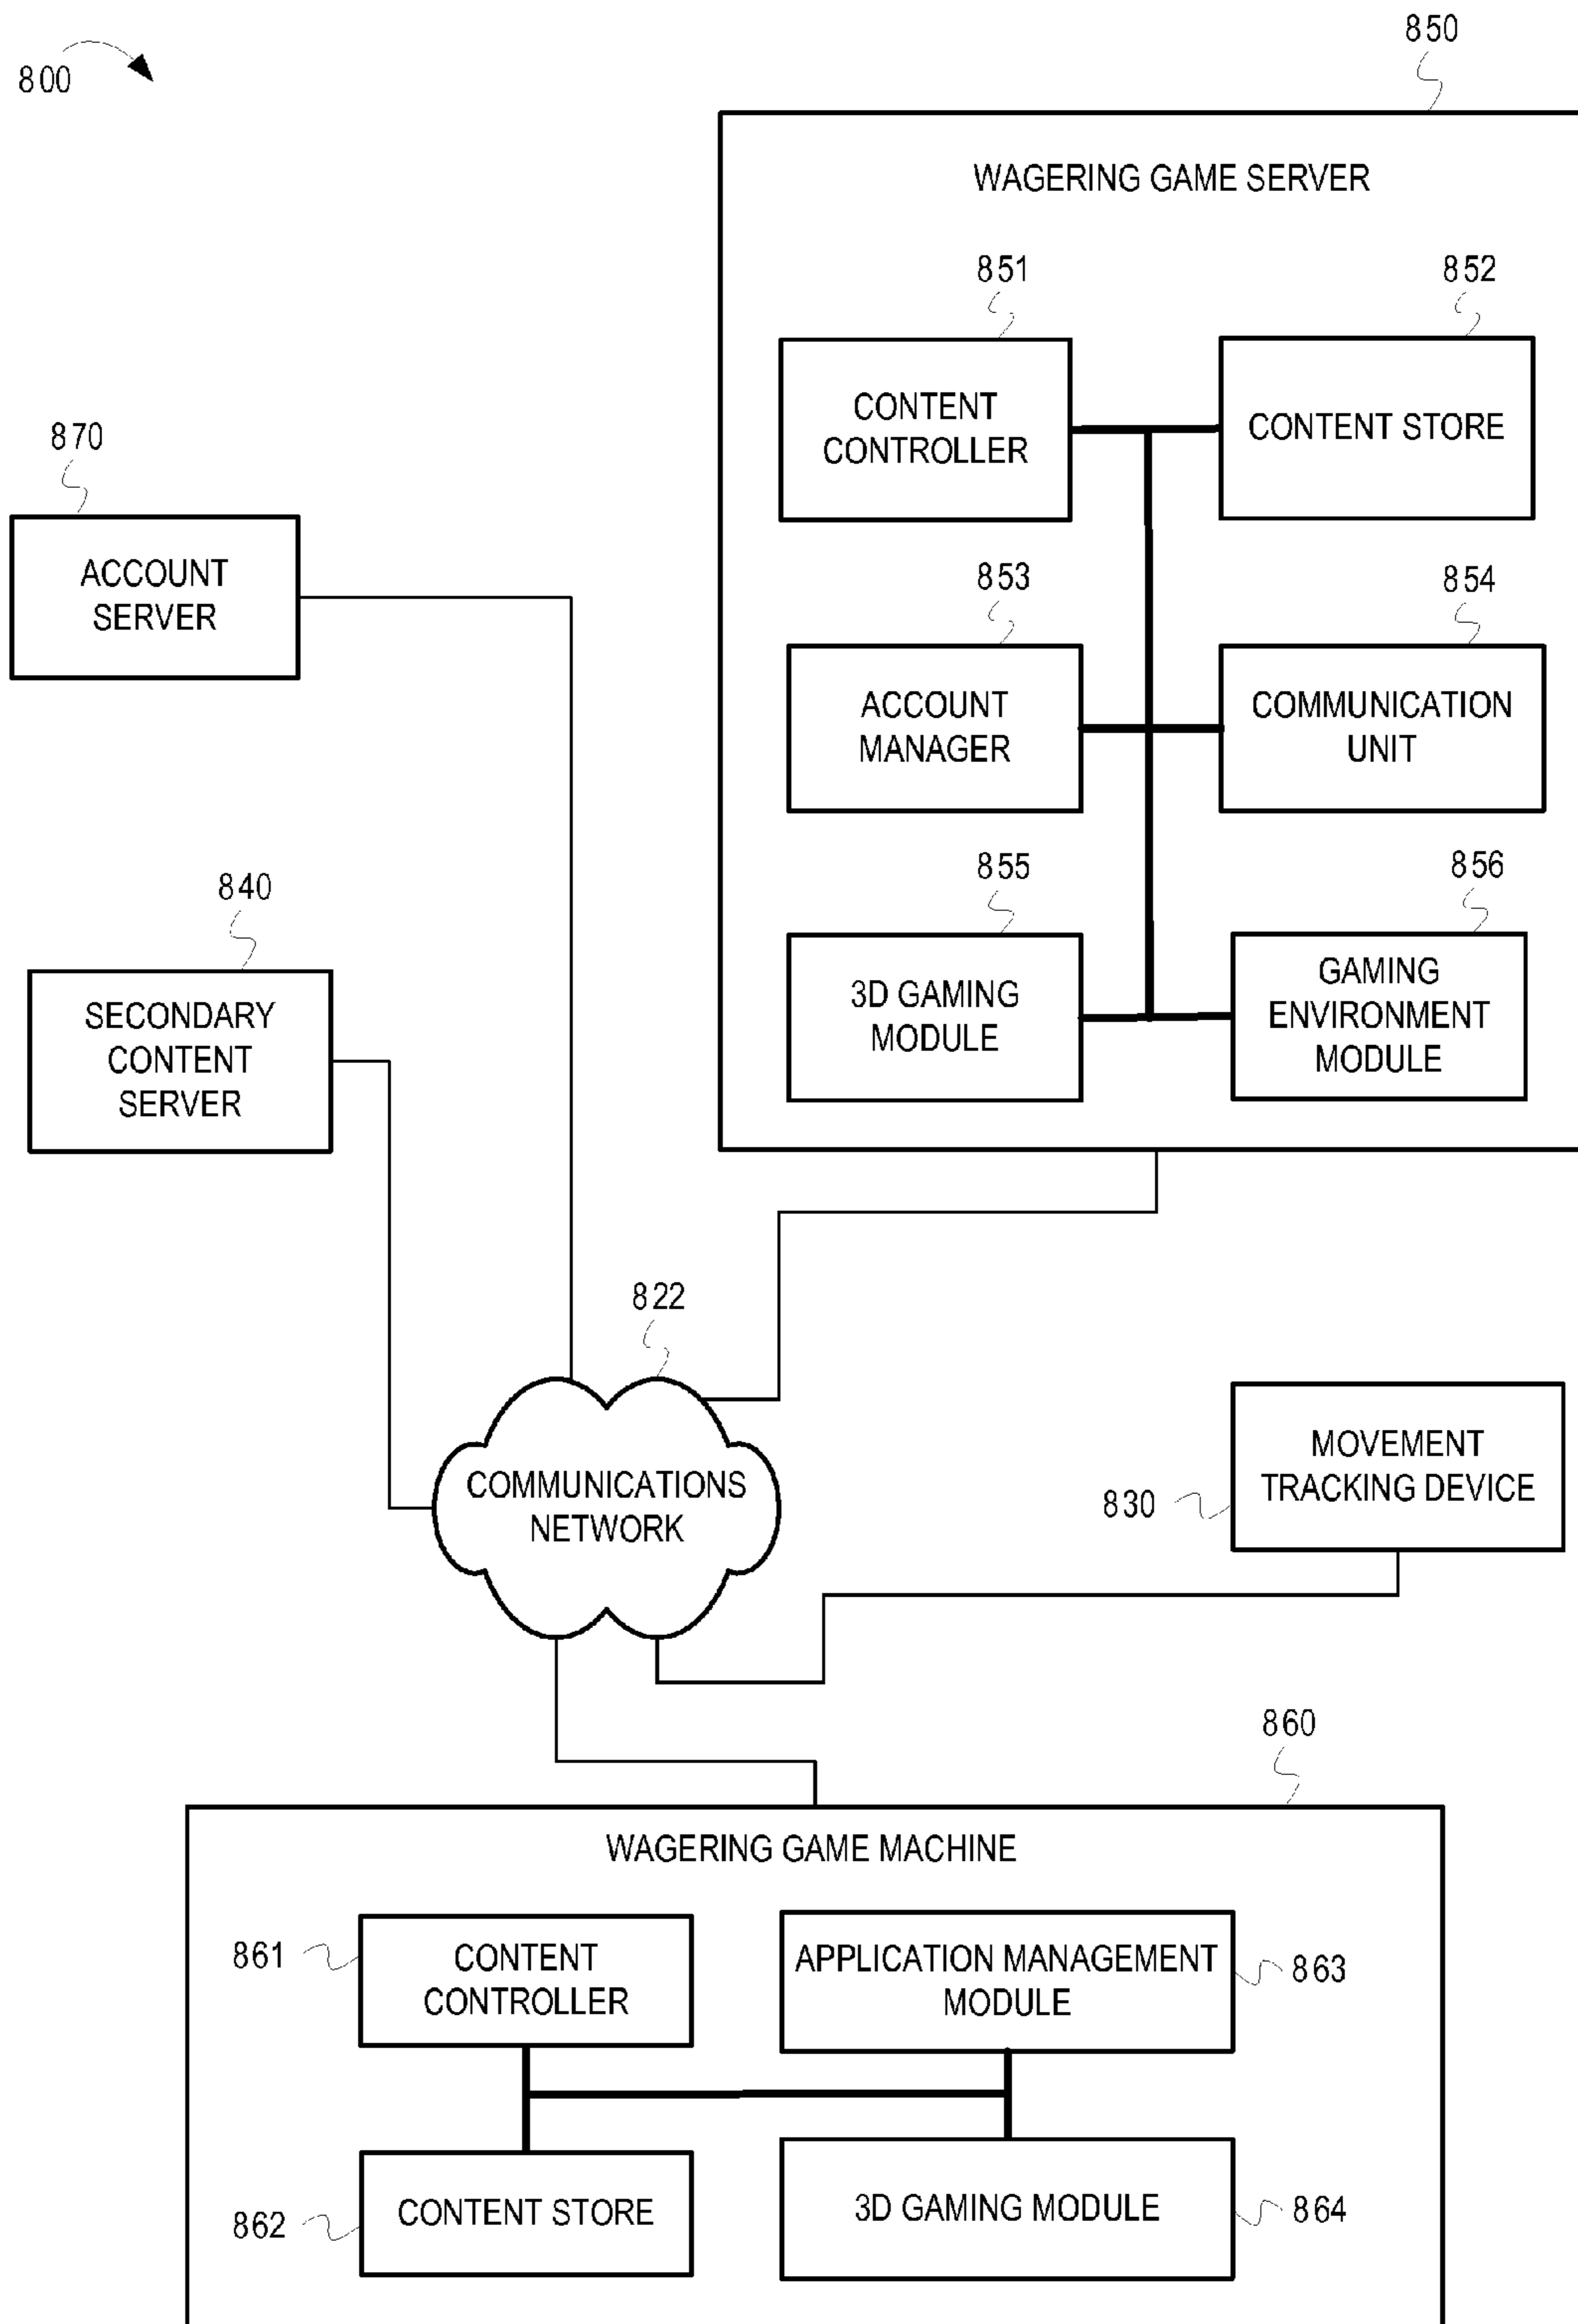 800
850
WAGERING GAME SERVER
851
852
CONTENT
CONTROLLER
CONTENT STORE
870
ACCOUNT
SERVER
853
854
ACCOUNT
MANAGER
COMMUNICATION
UNIT
840
SECONDARY
CONTENT
SERVER
855
856
3D GAMING
MODULE
GAMING
ENVIRONMENT
MODULE
822
COMMUNICATIONS
NETWORK
MOVEMENT
TRACKING DEVICE
830
860
WAGERING GAME MACHINE
861
CONTENT
CONTROLLER
APPLICATION MANAGEMENT
MODULE
863
862
CONTENT STORE
3D GAMING MODULE
864